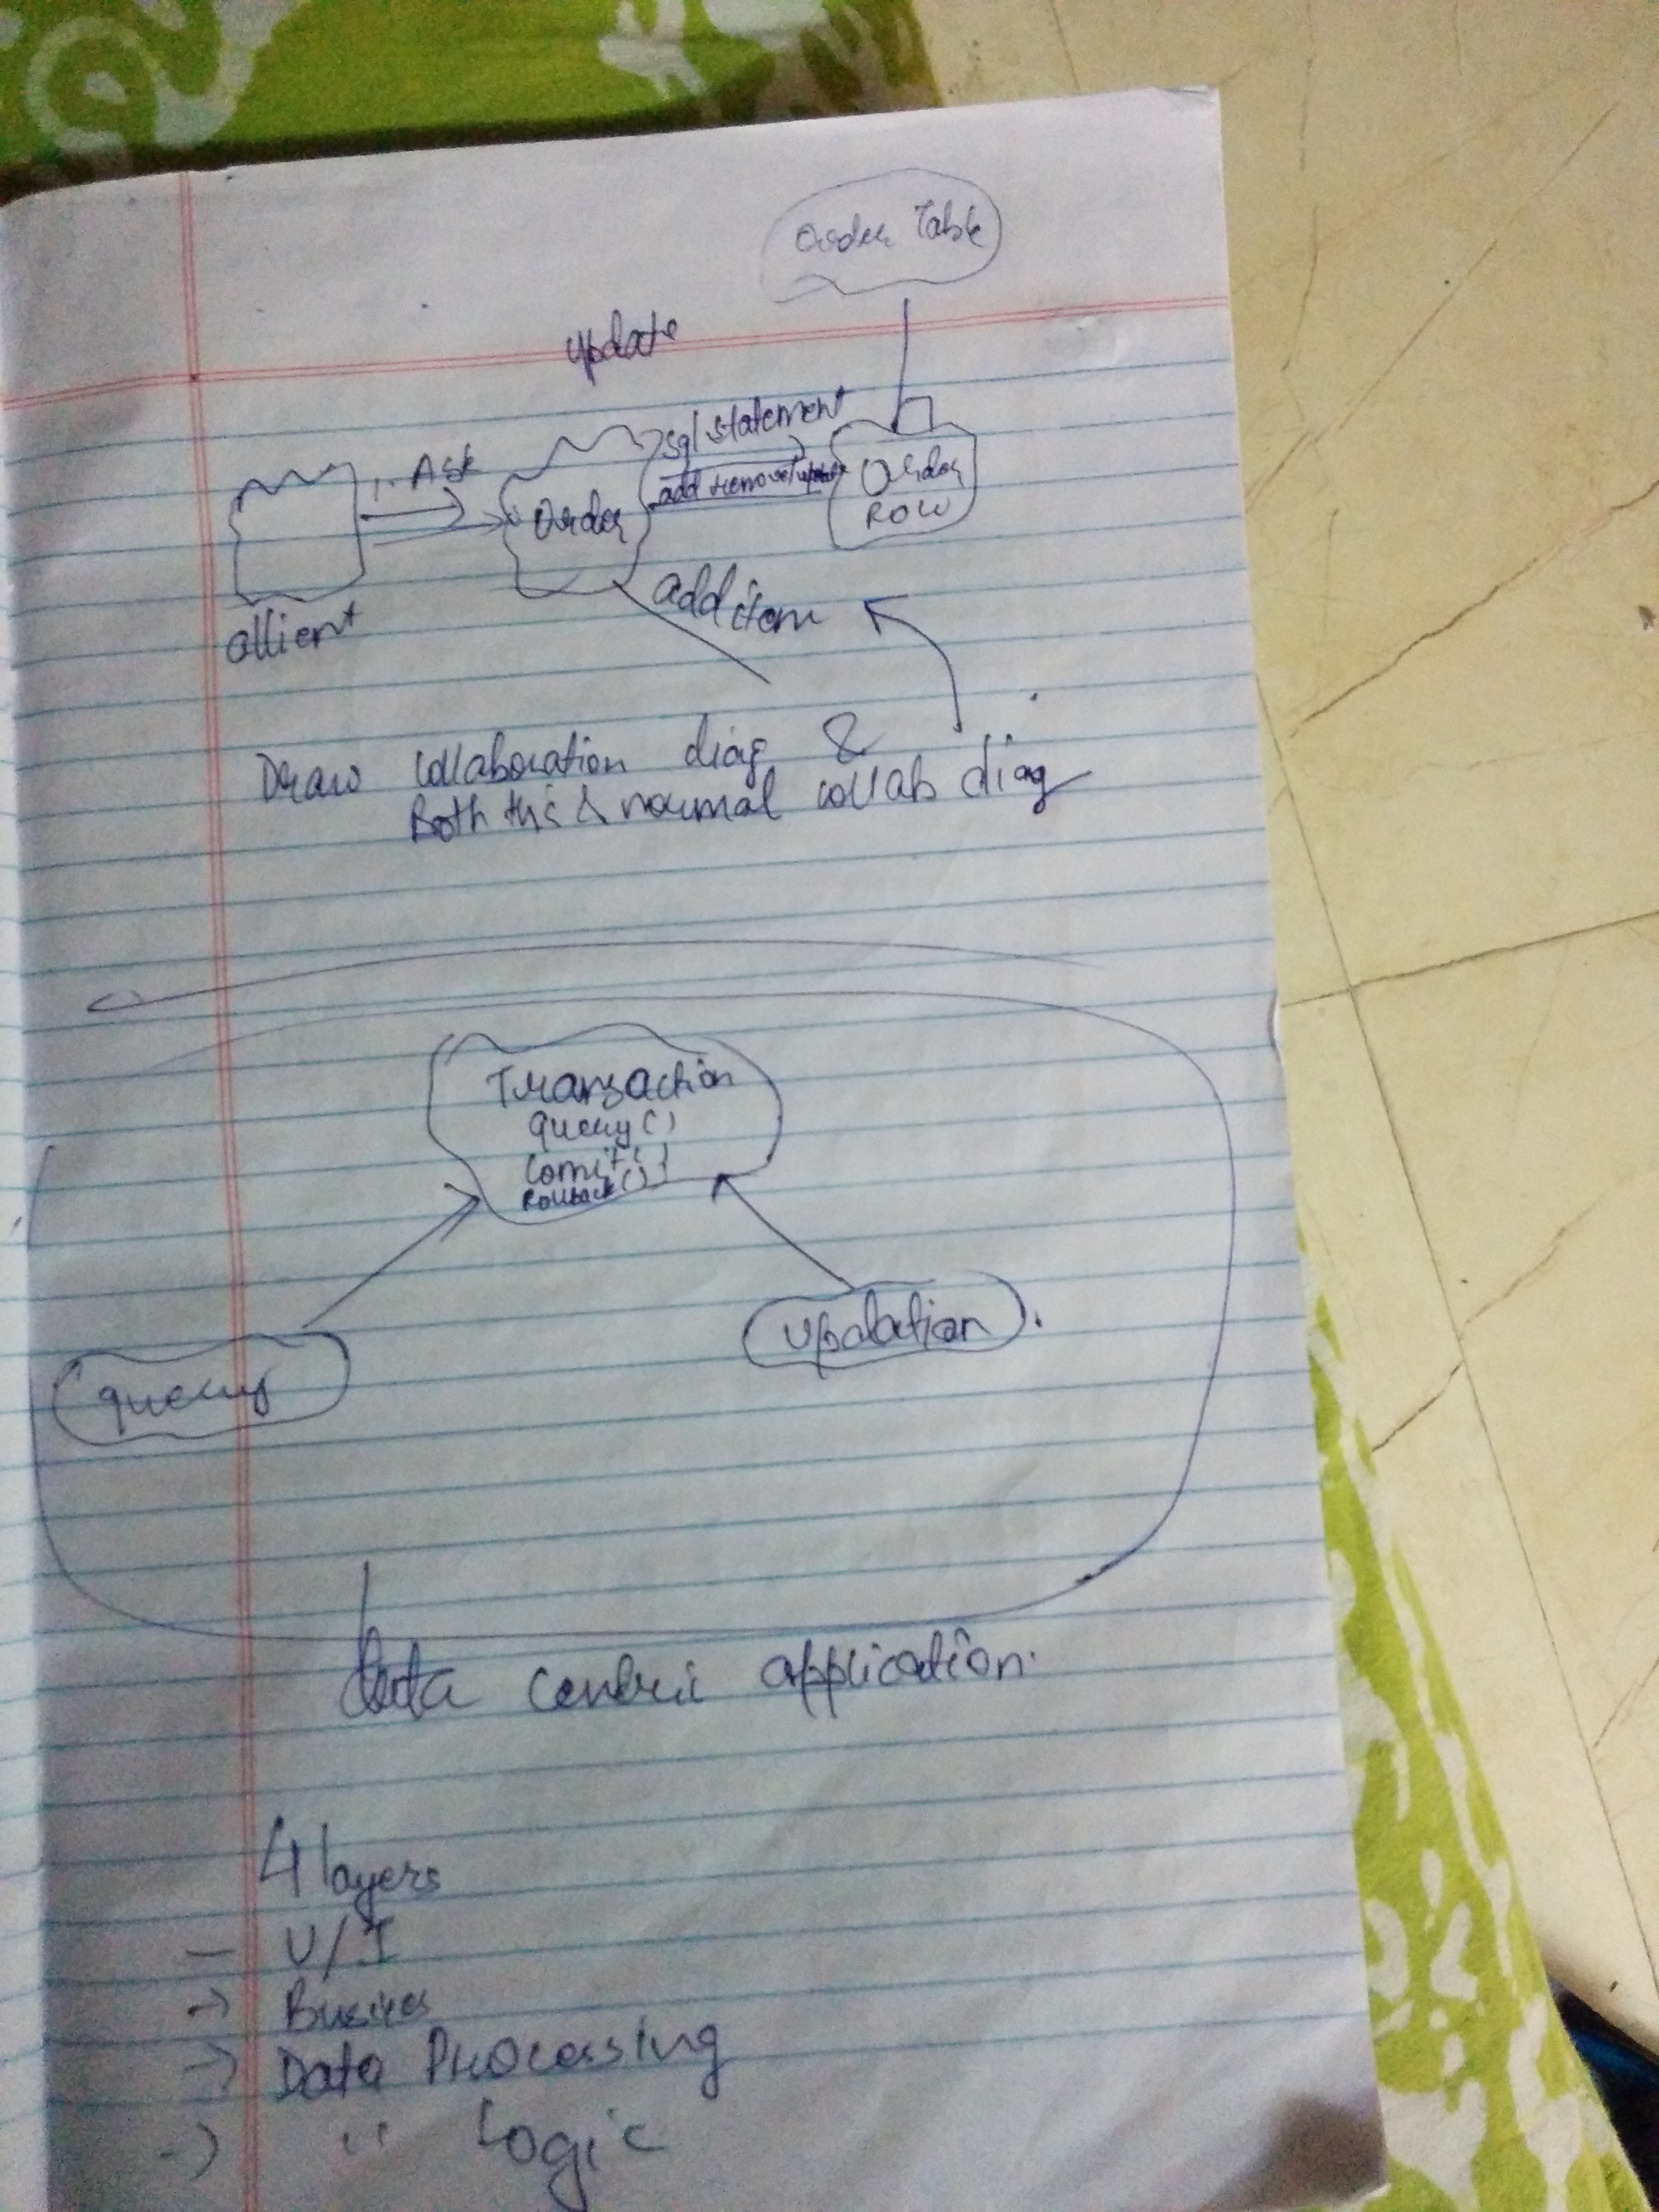 Order Table
update
1. Ask
sql statement
add remove update
Order
Order
ROW
add item
cllient
Draw collaboration diag &
Both this & normal collab diag
Transaction
query()
Comit()
Rollback()
query
Updation.
data centric application.
4 layers
— U/I
→ Busines
→ Data Processing
→ " Logic